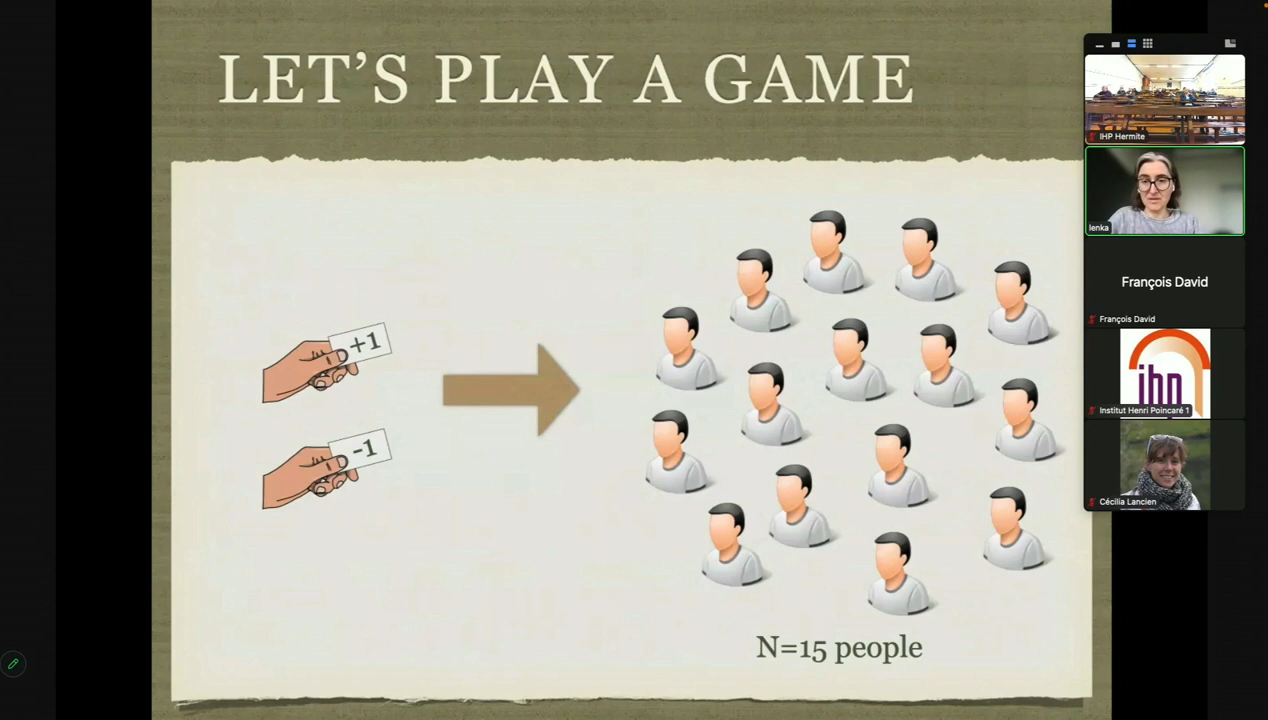 LET'S PLAY A GAME
+1
-1
N=15 people
IHP Hermite
lenka
François David
François David
ihp
Institut Henri Poincaré 1
Cécilia Lancien